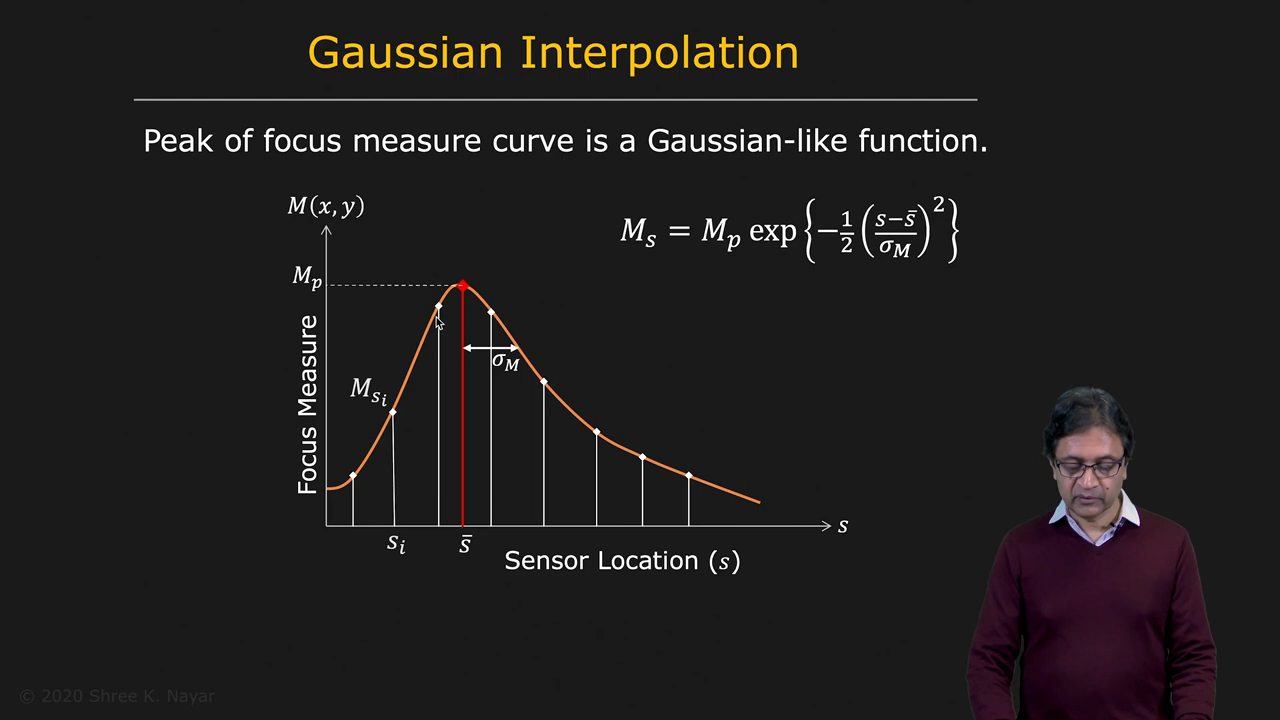 Gaussian Interpolation
Peak of focus measure curve is a Gaussian-like function.
M(x, y)
M_s = M_p exp{−1/2 ((s−s̄)/σ_M)^2}
M_p
Focus Measure
σ_M
M_{s_i}
s_i
s̄
s
Sensor Location (s)
© 2020 Shree K. Nayar